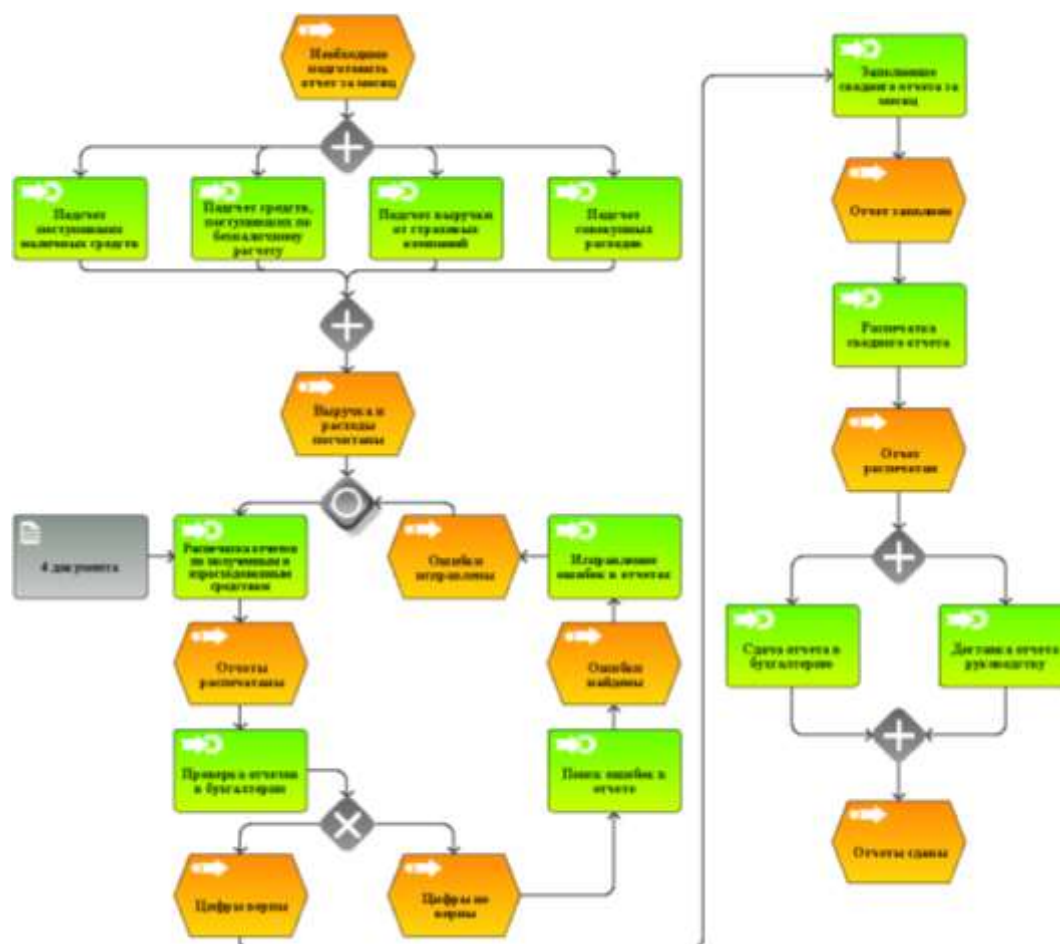 Необходимо
подготовить
отчет за месяц
Подсчет
поступивших
наличных средств
Подсчет средств,
поступивших по
безналичному
расчету
Подсчет выручки
от страховых
компаний
Подсчет
совокупных
расходов
Выручка и
расходы
посчитаны
4 документа
Распечатка отчетов
по полученным и
израсходованным
средствам
Ошибки
исправлены
Исправление
ошибок в отчетах
Отчеты
распечатаны
Ошибки
найдены
Проверка отчетов
в бухгалтерии
Поиск ошибок в
отчете
Цифры верны
Цифры не
верны
Заполнение
сводного отчета за
месяц
Отчет заполнен
Распечатка
сводного отчета
Отчет
распечатан
Сдача отчета в
бухгалтерию
Доставка отчета
руководству
Отчеты сданы